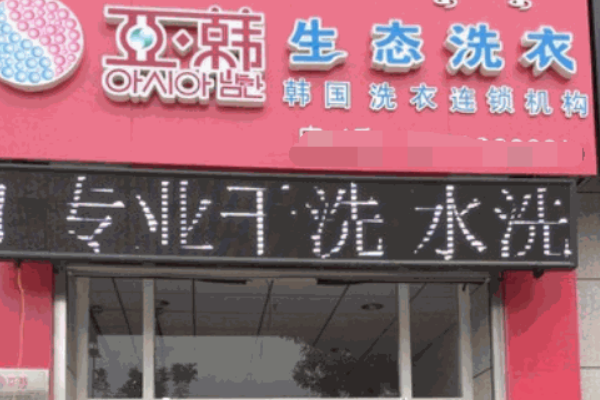 亚·韩 生态洗衣
아시아남한 韩国洗衣连锁机构
专业干洗 水洗